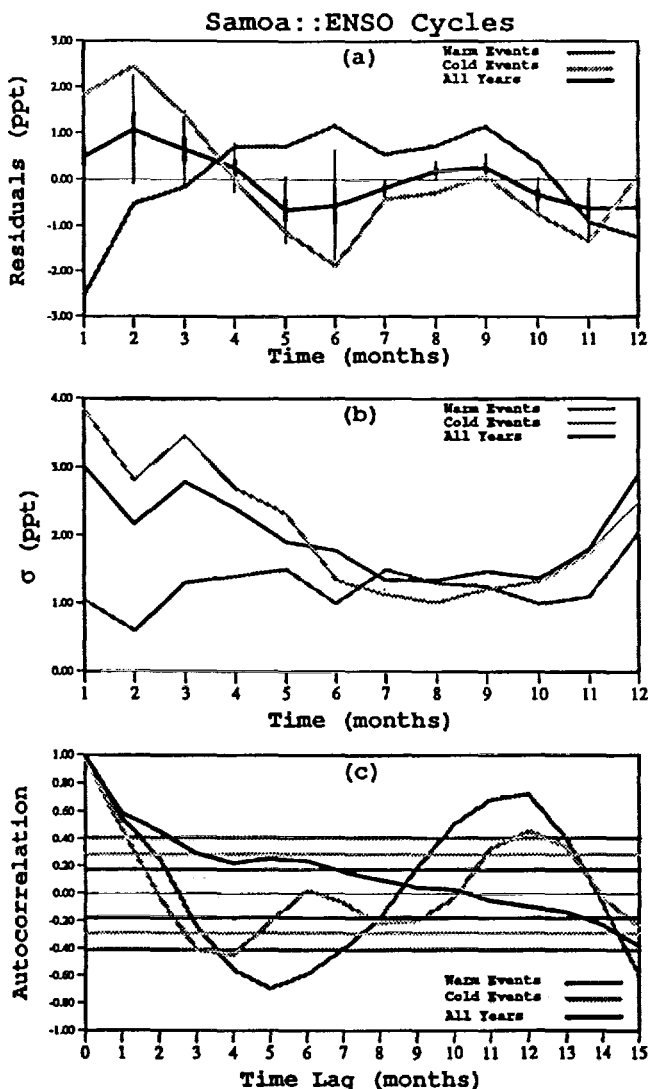 Samoa::ENSO Cycles
(a)
Warm Events
Cold Events
All Years
Residuals (ppt)
3.00
2.00
1.00
0.00
-1.00
-2.00
-3.00
1 2 3 4 5 6 7 8 9 10 11 12
Time (months)
(b)
Warm Events
Cold Events
All Years
σ (ppt)
4.00
3.00
2.00
1.00
0.00
1 2 3 4 5 6 7 8 9 10 11 12
Time (months)
(c)
Autocorrelation
1.00
0.80
0.60
0.40
0.20
0.00
-0.20
-0.40
-0.60
-0.80
-1.00
Warm Events
Cold Events
All Years
0 1 2 3 4 5 6 7 8 9 10 11 12 13 14 15
Time Lag (months)